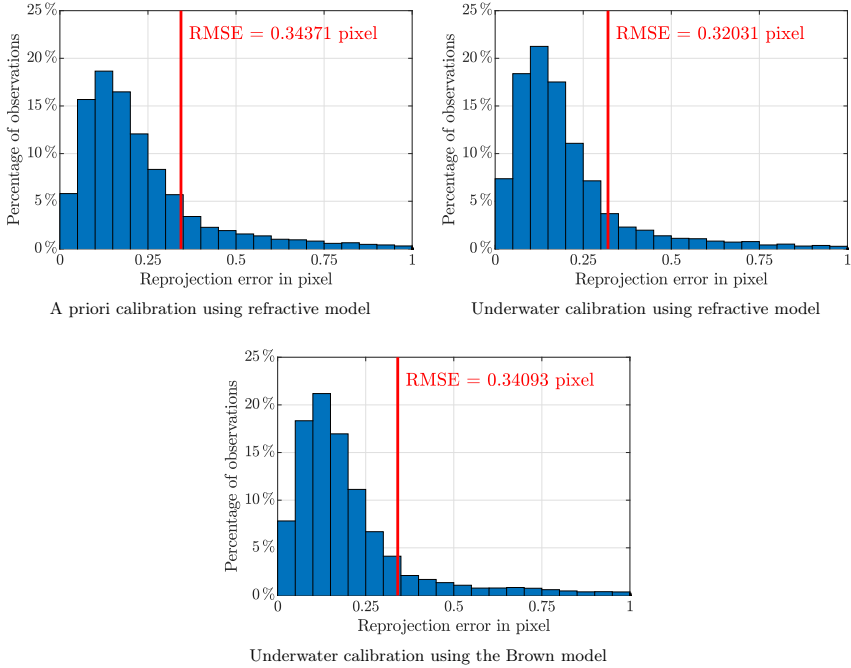 25 %
20 %
15 %
10 %
5 %
0 %
Percentage of observations
RMSE = 0.34371 pixel
0 0.25 0.5 0.75 1
Reprojection error in pixel
A priori calibration using refractive model
25 %
20 %
15 %
10 %
5 %
0 %
Percentage of observations
RMSE = 0.32031 pixel
0 0.25 0.5 0.75 1
Reprojection error in pixel
Underwater calibration using refractive model
25 %
20 %
15 %
10 %
5 %
0 %
Percentage of observations
RMSE = 0.34093 pixel
0 0.25 0.5 0.75 1
Reprojection error in pixel
Underwater calibration using the Brown model